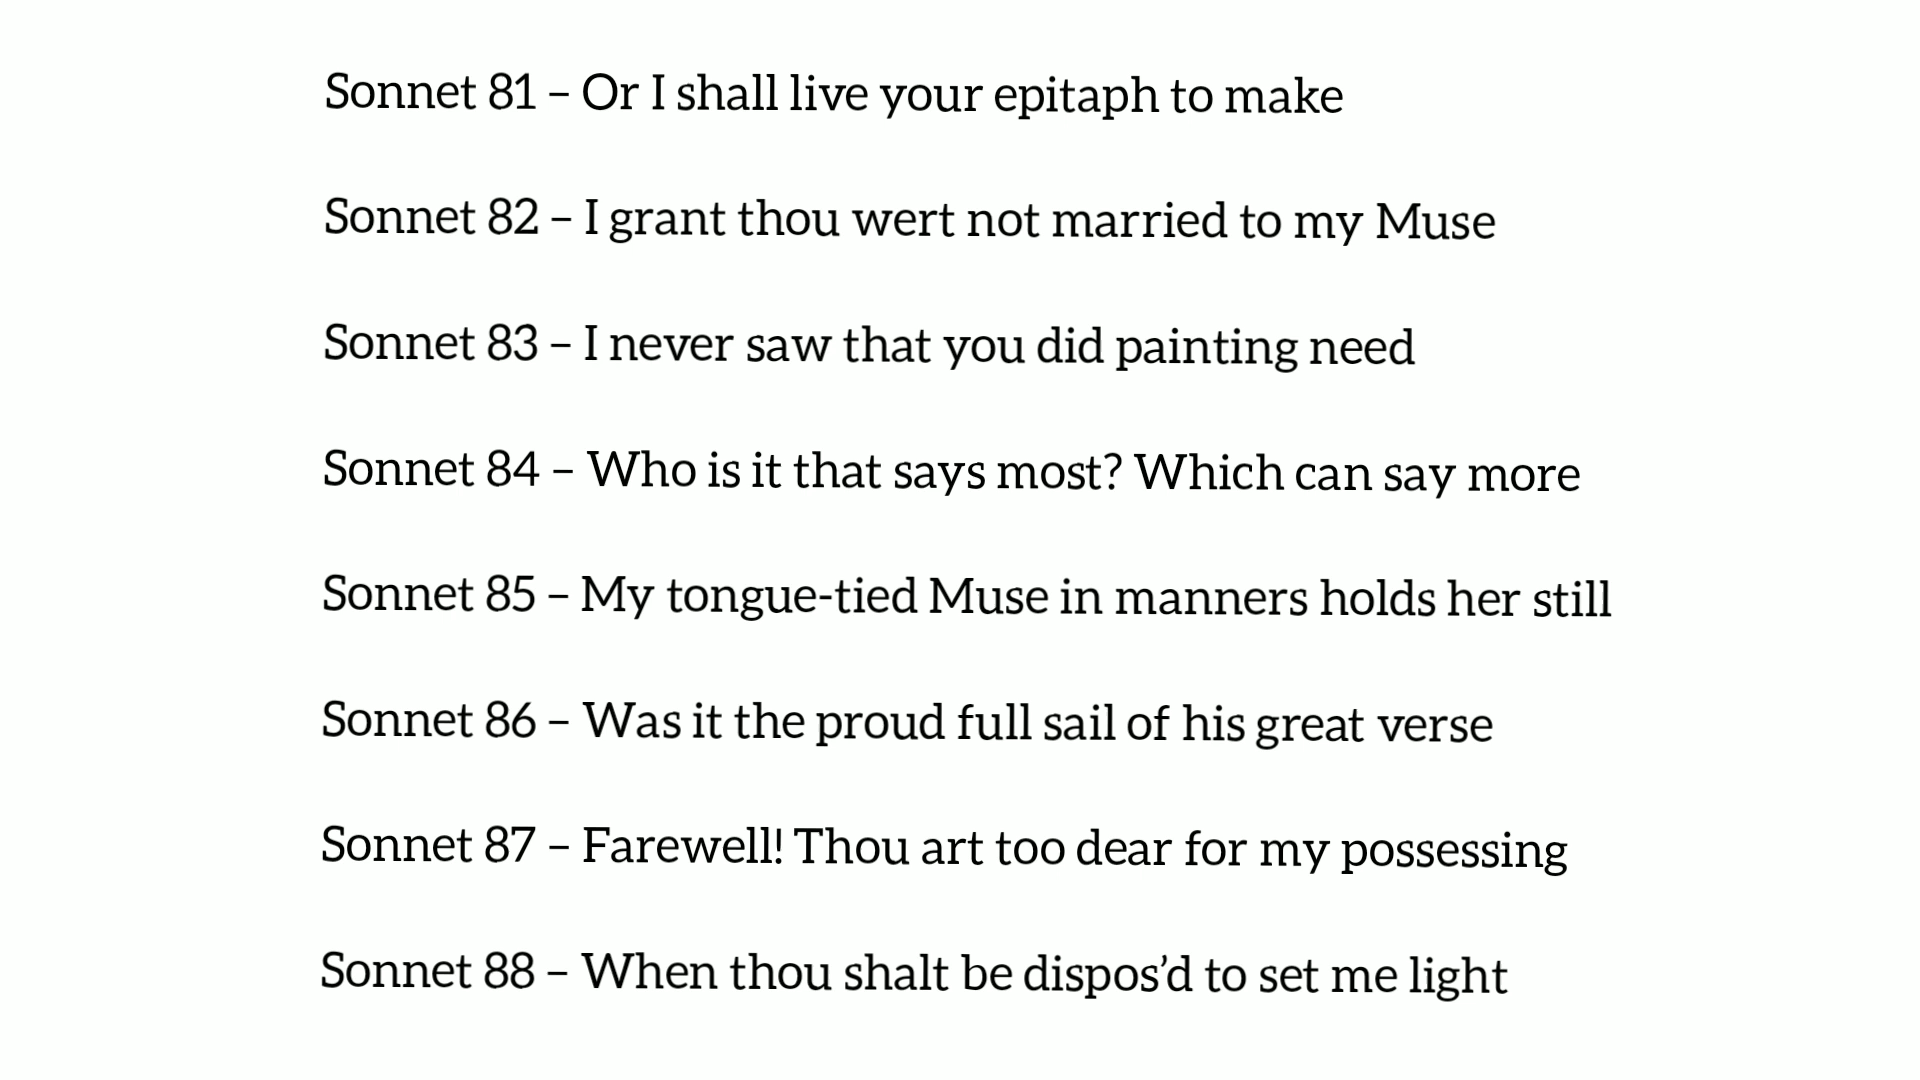 Sonnet 81 – Or I shall live your epitaph to make
Sonnet 82 – I grant thou wert not married to my Muse
Sonnet 83 – I never saw that you did painting need
Sonnet 84 – Who is it that says most? Which can say more
Sonnet 85 – My tongue-tied Muse in manners holds her still
Sonnet 86 – Was it the proud full sail of his great verse
Sonnet 87 – Farewell! Thou art too dear for my possessing
Sonnet 88 – When thou shalt be dispos’d to set me light